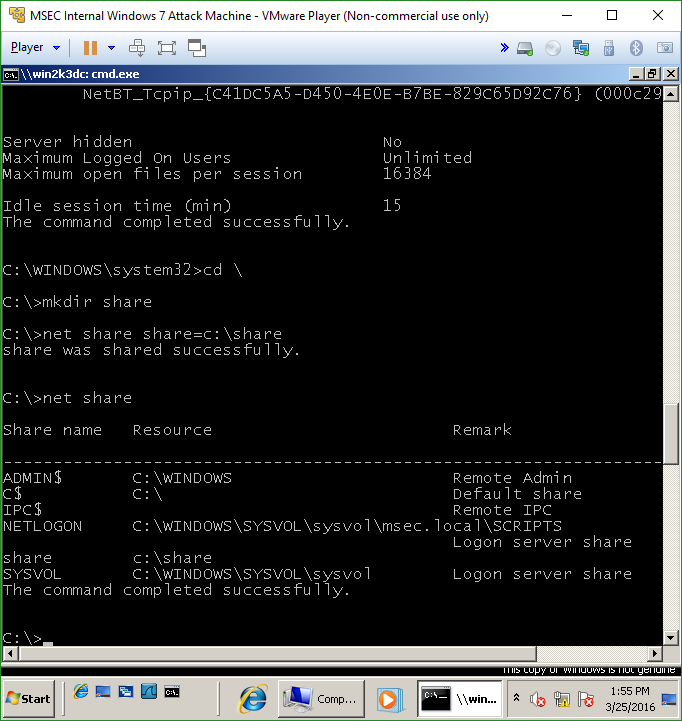 MSEC Internal Windows 7 Attack Machine - VMware Player (Non-commercial use only)
Player
\\win2k3dc: cmd.exe
NetBT_Tcpip_{C41DC5A5-D450-4E0E-B7BE-829C65D92C76} (000c29
Server hidden No
Maximum Logged On Users Unlimited
Maximum open files per session 16384
Idle session time (min) 15
The command completed successfully.
C:\WINDOWS\system32>cd \
C:\>mkdir share
C:\>net share share=c:\share
share was shared successfully.
C:\>net share
Share name Resource Remark
-------------------------------------------------------------------
ADMIN$ C:\WINDOWS Remote Admin
C$ C:\ Default share
IPC$ Remote IPC
NETLOGON C:\WINDOWS\SYSVOL\sysvol\msec.local\SCRIPTS
Logon server share
share c:\share
SYSVOL C:\WINDOWS\SYSVOL\sysvol Logon server share
The command completed successfully.
C:\>_
This copy of Windows is not genuine
Start Comp... \\win... 1:55 PM
3/25/2016